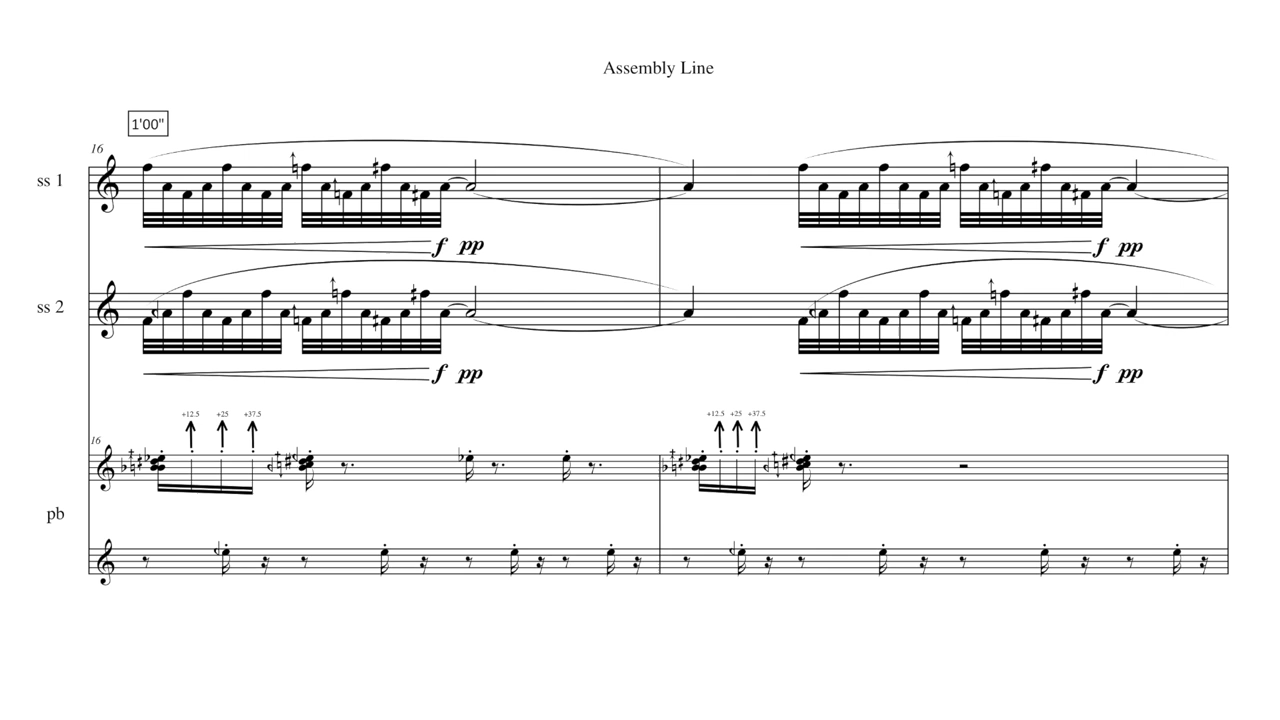 Assembly Line
1'00"
16
ss 1
f pp
f pp
ss 2
f pp
f pp
16
+12.5 +25 +37.5
+12.5 +25 +37.5
pb